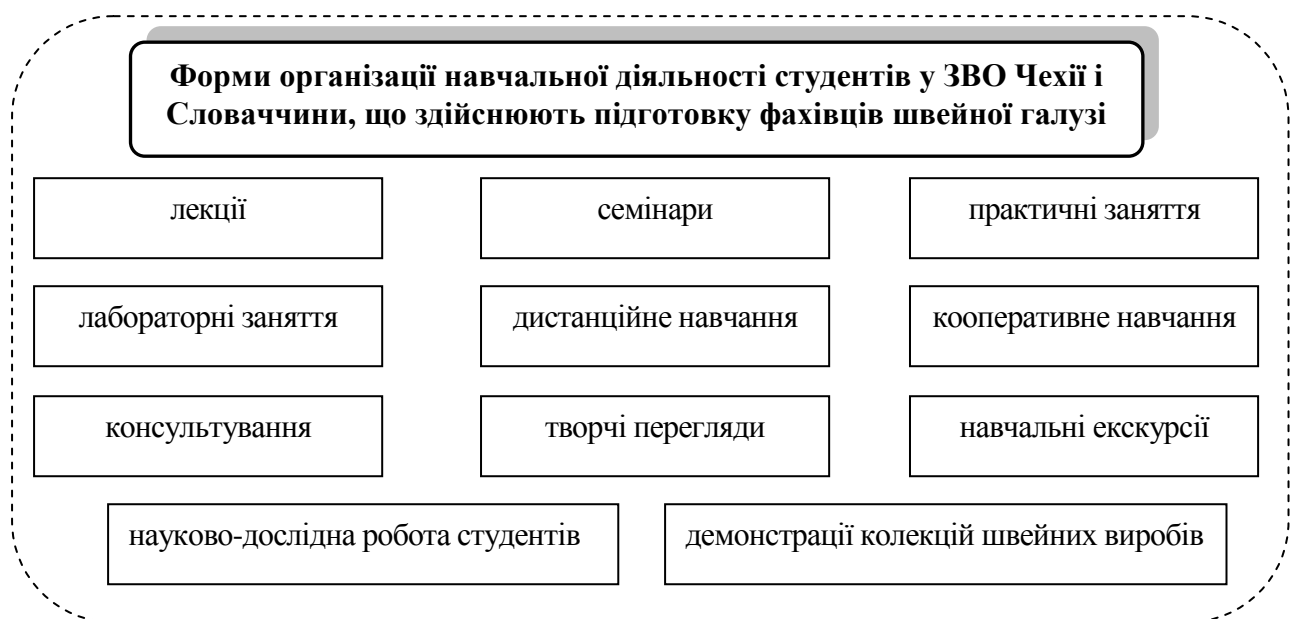 Форми організації навчальної діяльності студентів у ЗВО Чехії і
Словаччини, що здійснюють підготовку фахівців швейної галузі
лекції
семінари
практичні заняття
лабораторні заняття
дистанційне навчання
кооперативне навчання
консультування
творчі перегляди
навчальні екскурсії
науково-дослідна робота студентів
демонстрації колекцій швейних виробів